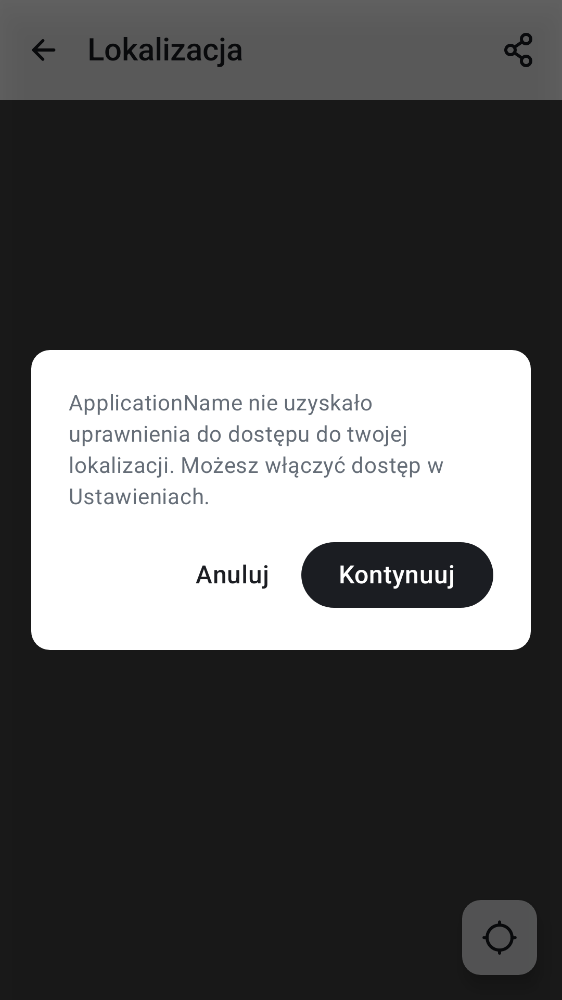 Lokalizacja
ApplicationName nie uzyskało
uprawnienia do dostępu do twojej
lokalizacji. Możesz włączyć dostęp w
Ustawieniach.
Anuluj
Kontynuuj